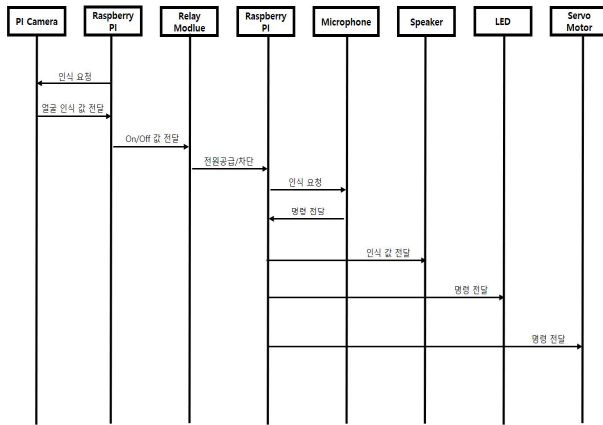 PI Camera
Raspberry
PI
Relay
Modlue
Raspberry
PI
Microphone
Speaker
LED
Servo
Motor
인식 요청
얼굴 인식 값 전달
On/Off 값 전달
전원공급/차단
인식 요청
명령 전달
인식 값 전달
명령 전달
명령 전달